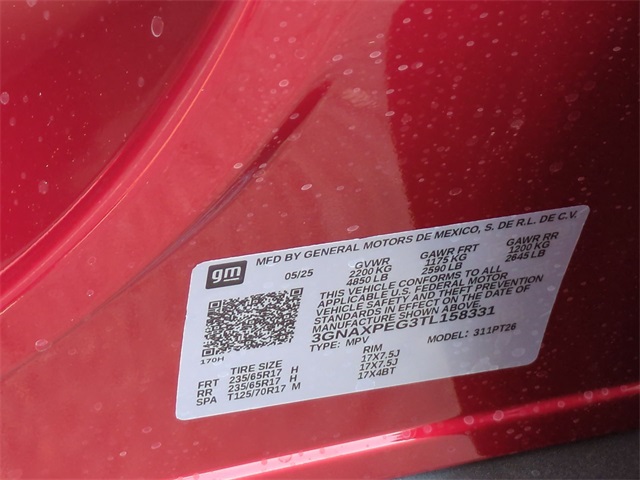 gm
MFD BY GENERAL MOTORS DE MEXICO, S. DE R.L. DE C.V.
05/25 GVWR GAWR FRT GAWR RR
2200 KG 1175 KG 1200 KG
4850 LB 2590 LB 2645 LB
THIS VEHICLE CONFORMS TO ALL
APPLICABLE U.S. FEDERAL MOTOR
VEHICLE SAFETY AND THEFT PREVENTION
STANDARDS IN EFFECT ON THE DATE OF
MANUFACTURE SHOWN ABOVE.
3GNAXPEG3TL158331
TYPE: MPV MODEL: 311PT26
170H
TIRE SIZE RIM
FRT 235/65R17 H 17X7.5J
RR 235/65R17 H 17X7.5J
SPA T125/70R17 M 17X4BT